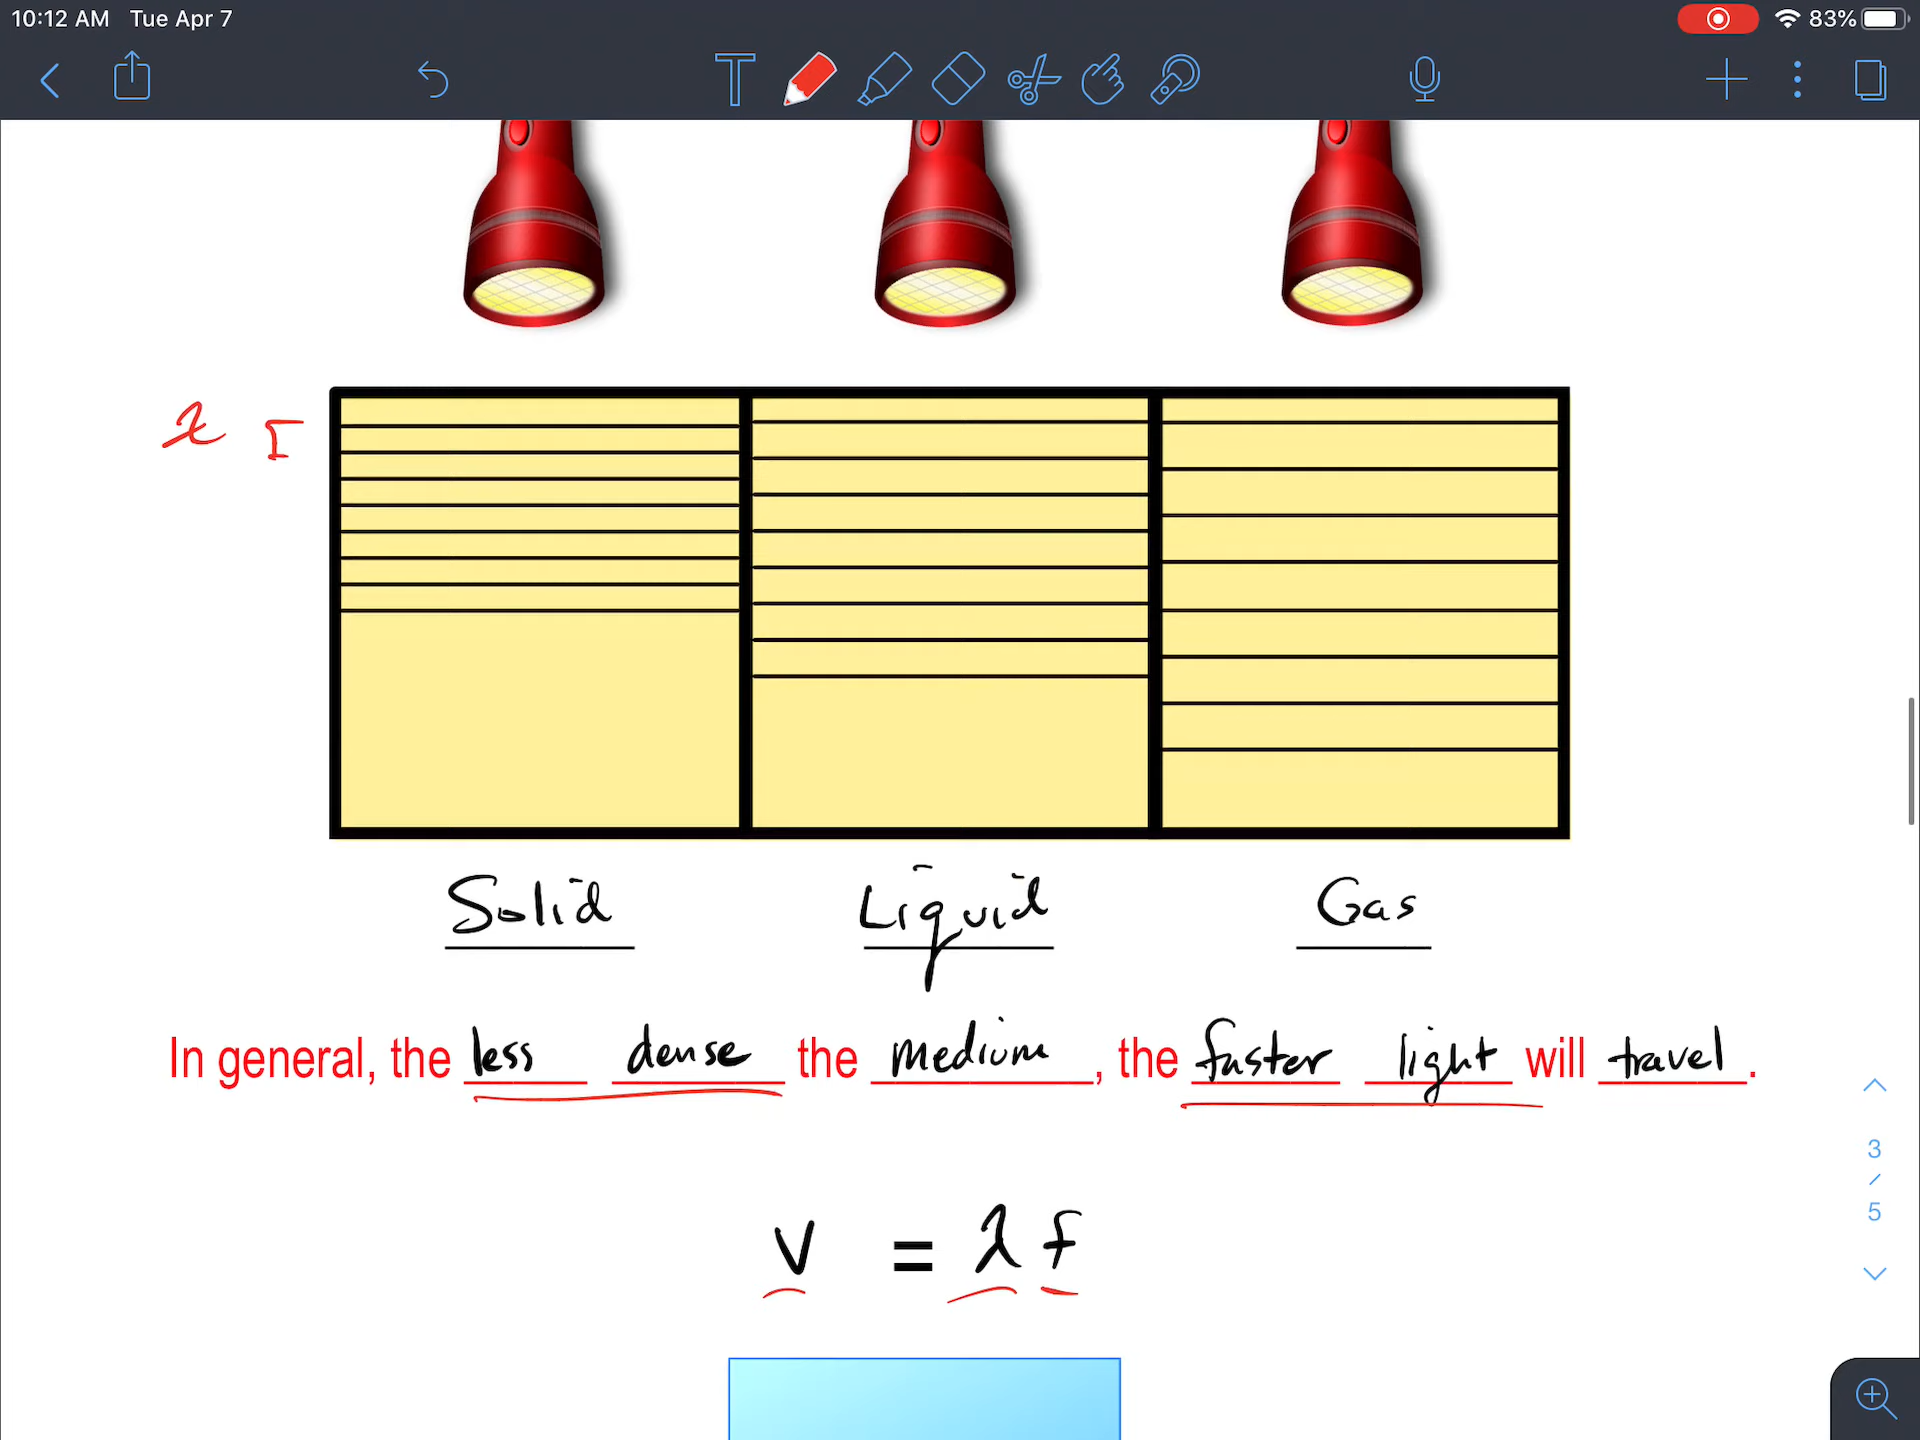 10:12 AM Tue Apr 7 83%
λ
Solid Liquid Gas
In general, the less dense the medium, the faster light will travel.
3
/
5
v = λ f